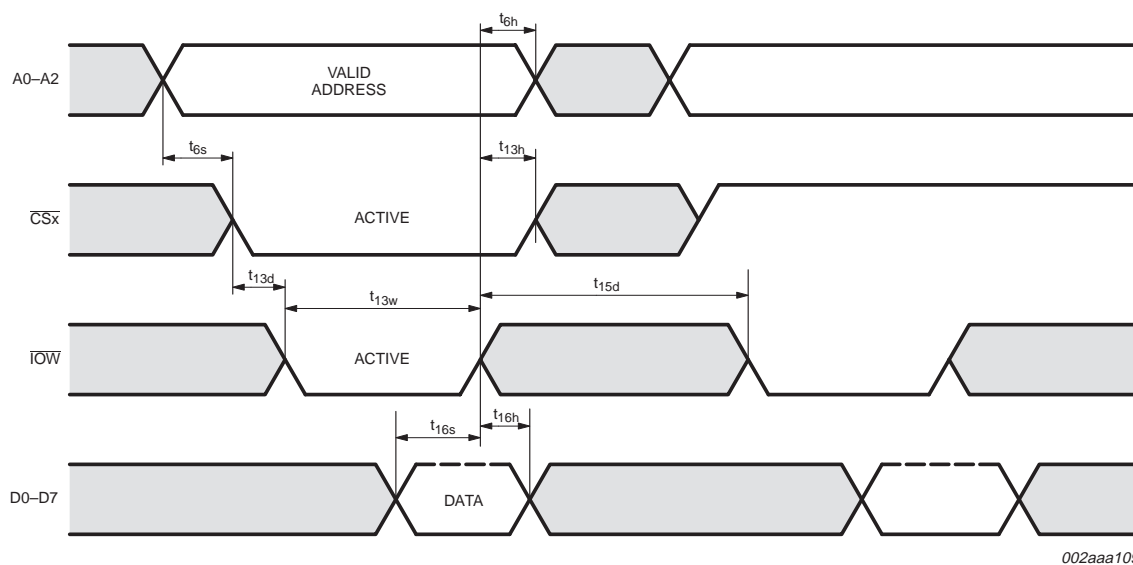 t6h
A0–A2
VALID
ADDRESS
t6s
t13h
CSx
ACTIVE
t13d
t13w
t15d
IOW
ACTIVE
t16s
t16h
D0–D7
DATA
002aaa109